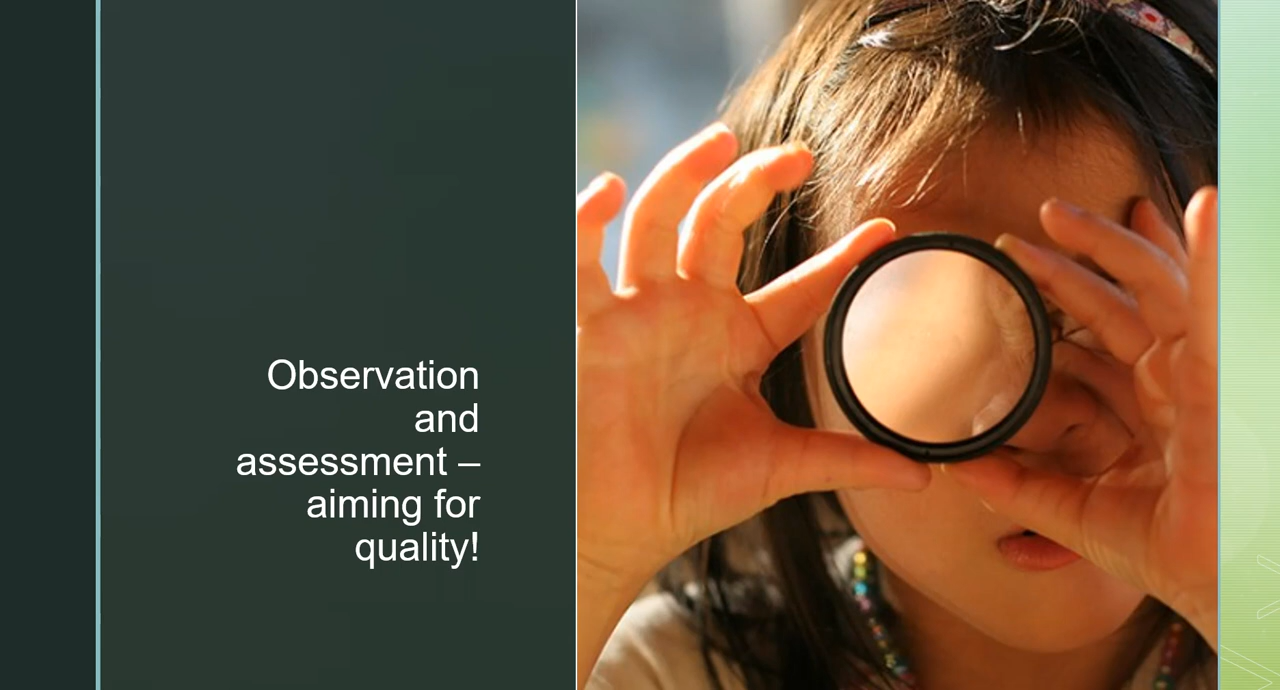 Observation
and
assessment –
aiming for
quality!